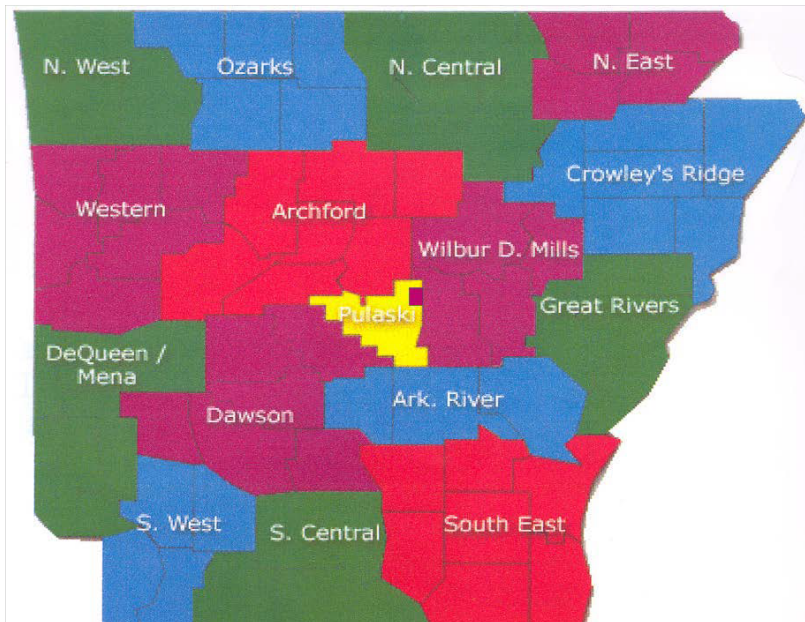 N. West
Ozarks
N. Central
N. East
Crowley's Ridge
Western
Archford
Wilbur D. Mills
Great Rivers
Pulaski
DeQueen /
Mena
Dawson
Ark. River
S. West
S. Central
South East